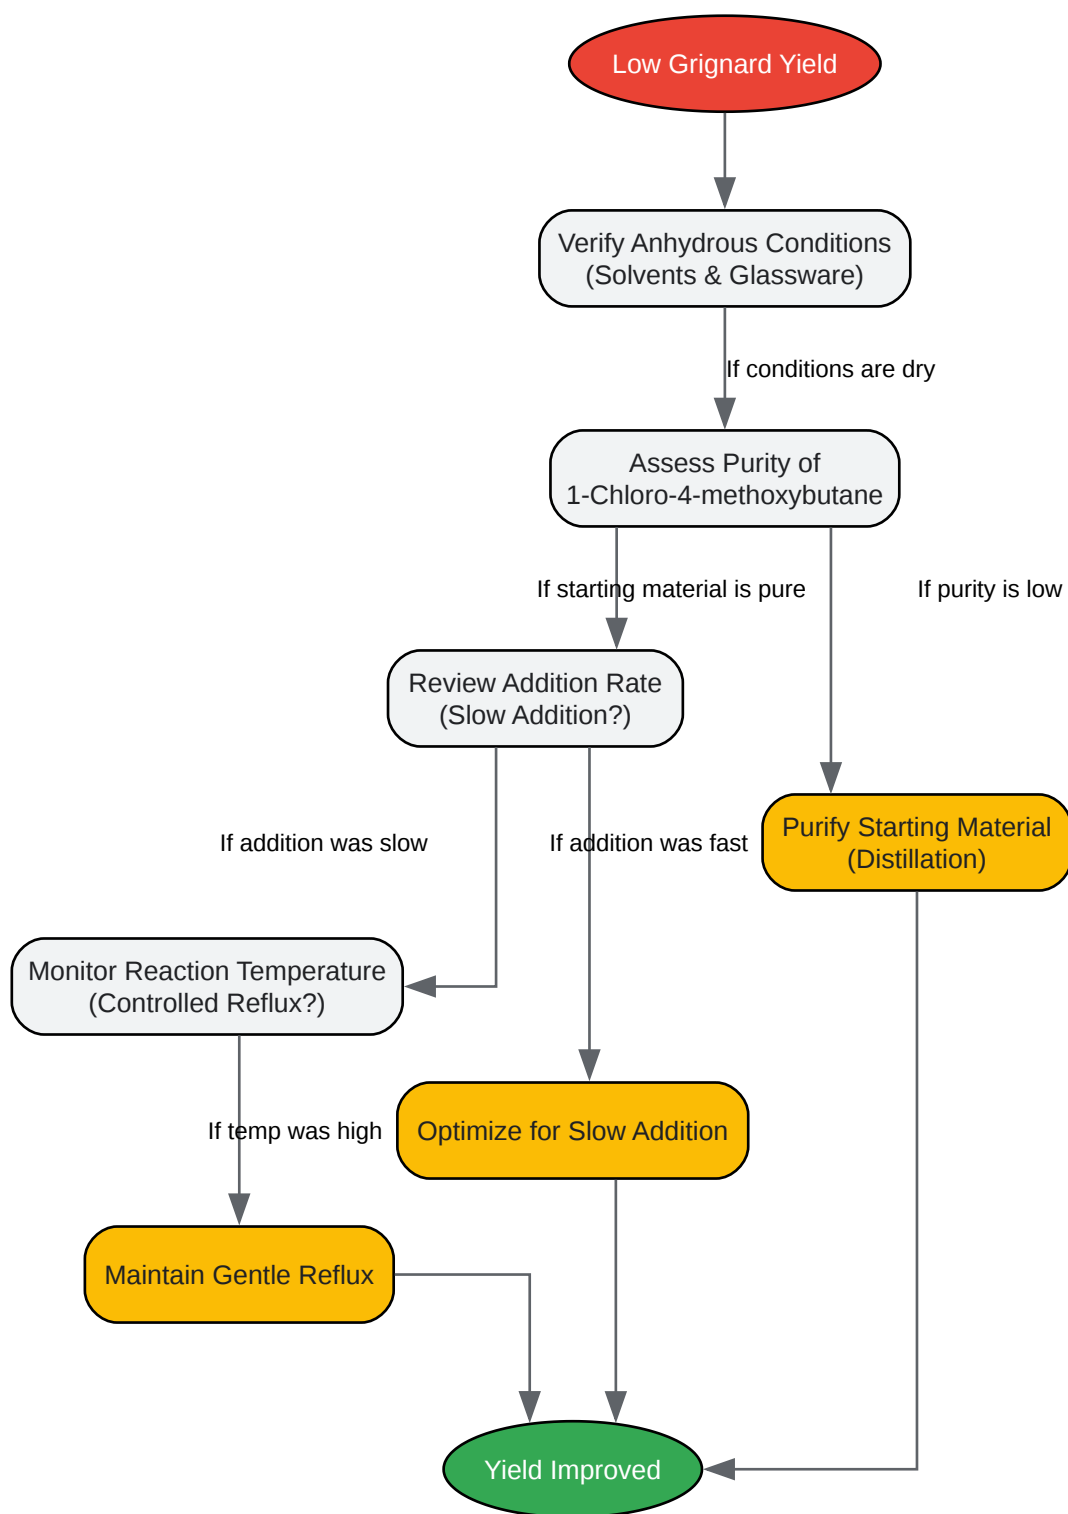 Low Grignard Yield
Verify Anhydrous Conditions
(Solvents & Glassware)
If conditions are dry
Assess Purity of
1-Chloro-4-methoxybutane
If starting material is pure
If purity is low
Review Addition Rate
(Slow Addition?)
If addition was slow
If addition was fast
Purify Starting Material
(Distillation)
Monitor Reaction Temperature
(Controlled Reflux?)
If temp was high
Optimize for Slow Addition
Maintain Gentle Reflux
Yield Improved